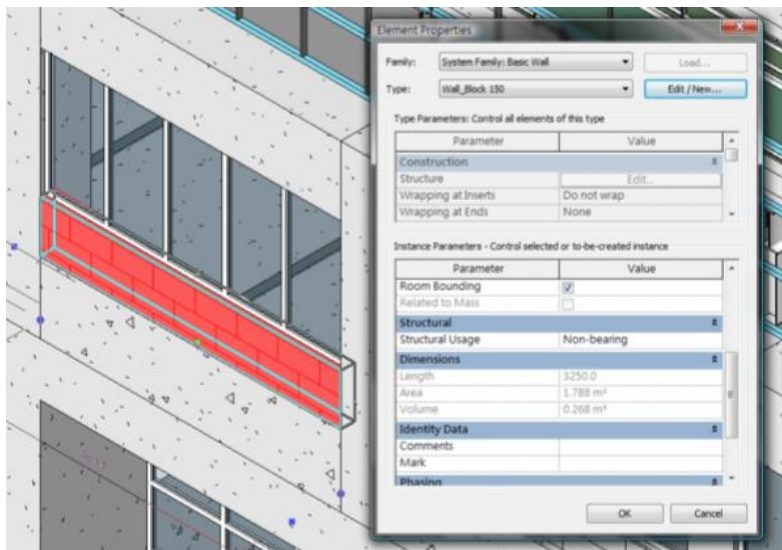 Element Properties
Family: System Family: Basic Wall Load...
Type: Wall_Block 150 Edit / New...
Type Parameters: Control all elements of this type
Parameter Value
Construction
Structure Edit...
Wrapping at Inserts Do not wrap
Wrapping at Ends None
Instance Parameters - Control selected or to-be-created instance
Parameter Value
Room Bounding
Related to Mass
Structural
Structural Usage Non-bearing
Dimensions
Length 3250.0
Area 1.788 m²
Volume 0.268 m³
Identity Data
Comments
Mark
Phasing
OK Cancel